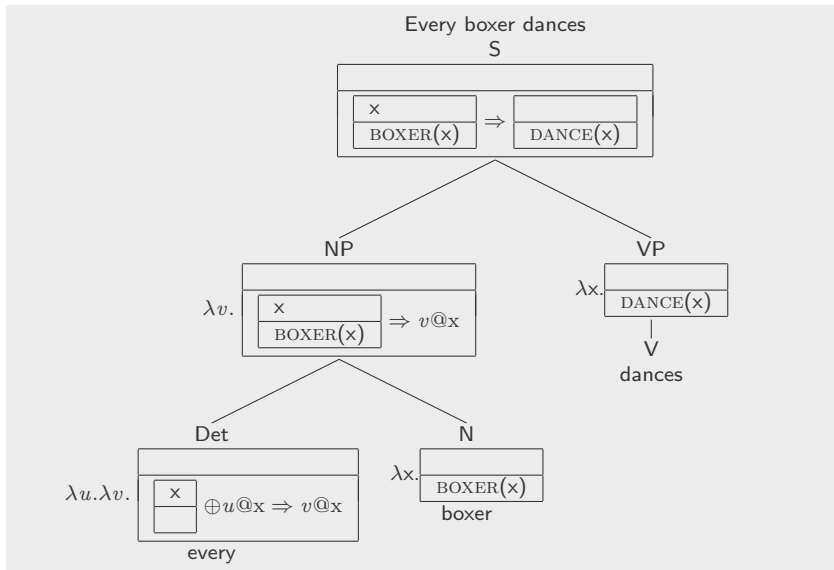 Every boxer dances
S
x
BOXER(x) ⇒ DANCE(x)
NP VP
λv. x BOXER(x) ⇒ v@x
λx. DANCE(x)
V
dances
Det N
λu.λv. x ⊕u@x ⇒ v@x
λx. BOXER(x)
boxer
every